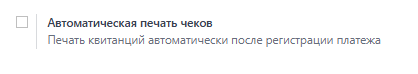 Автоматическая печать чеков
Печать квитанций автоматически после регистрации платежа